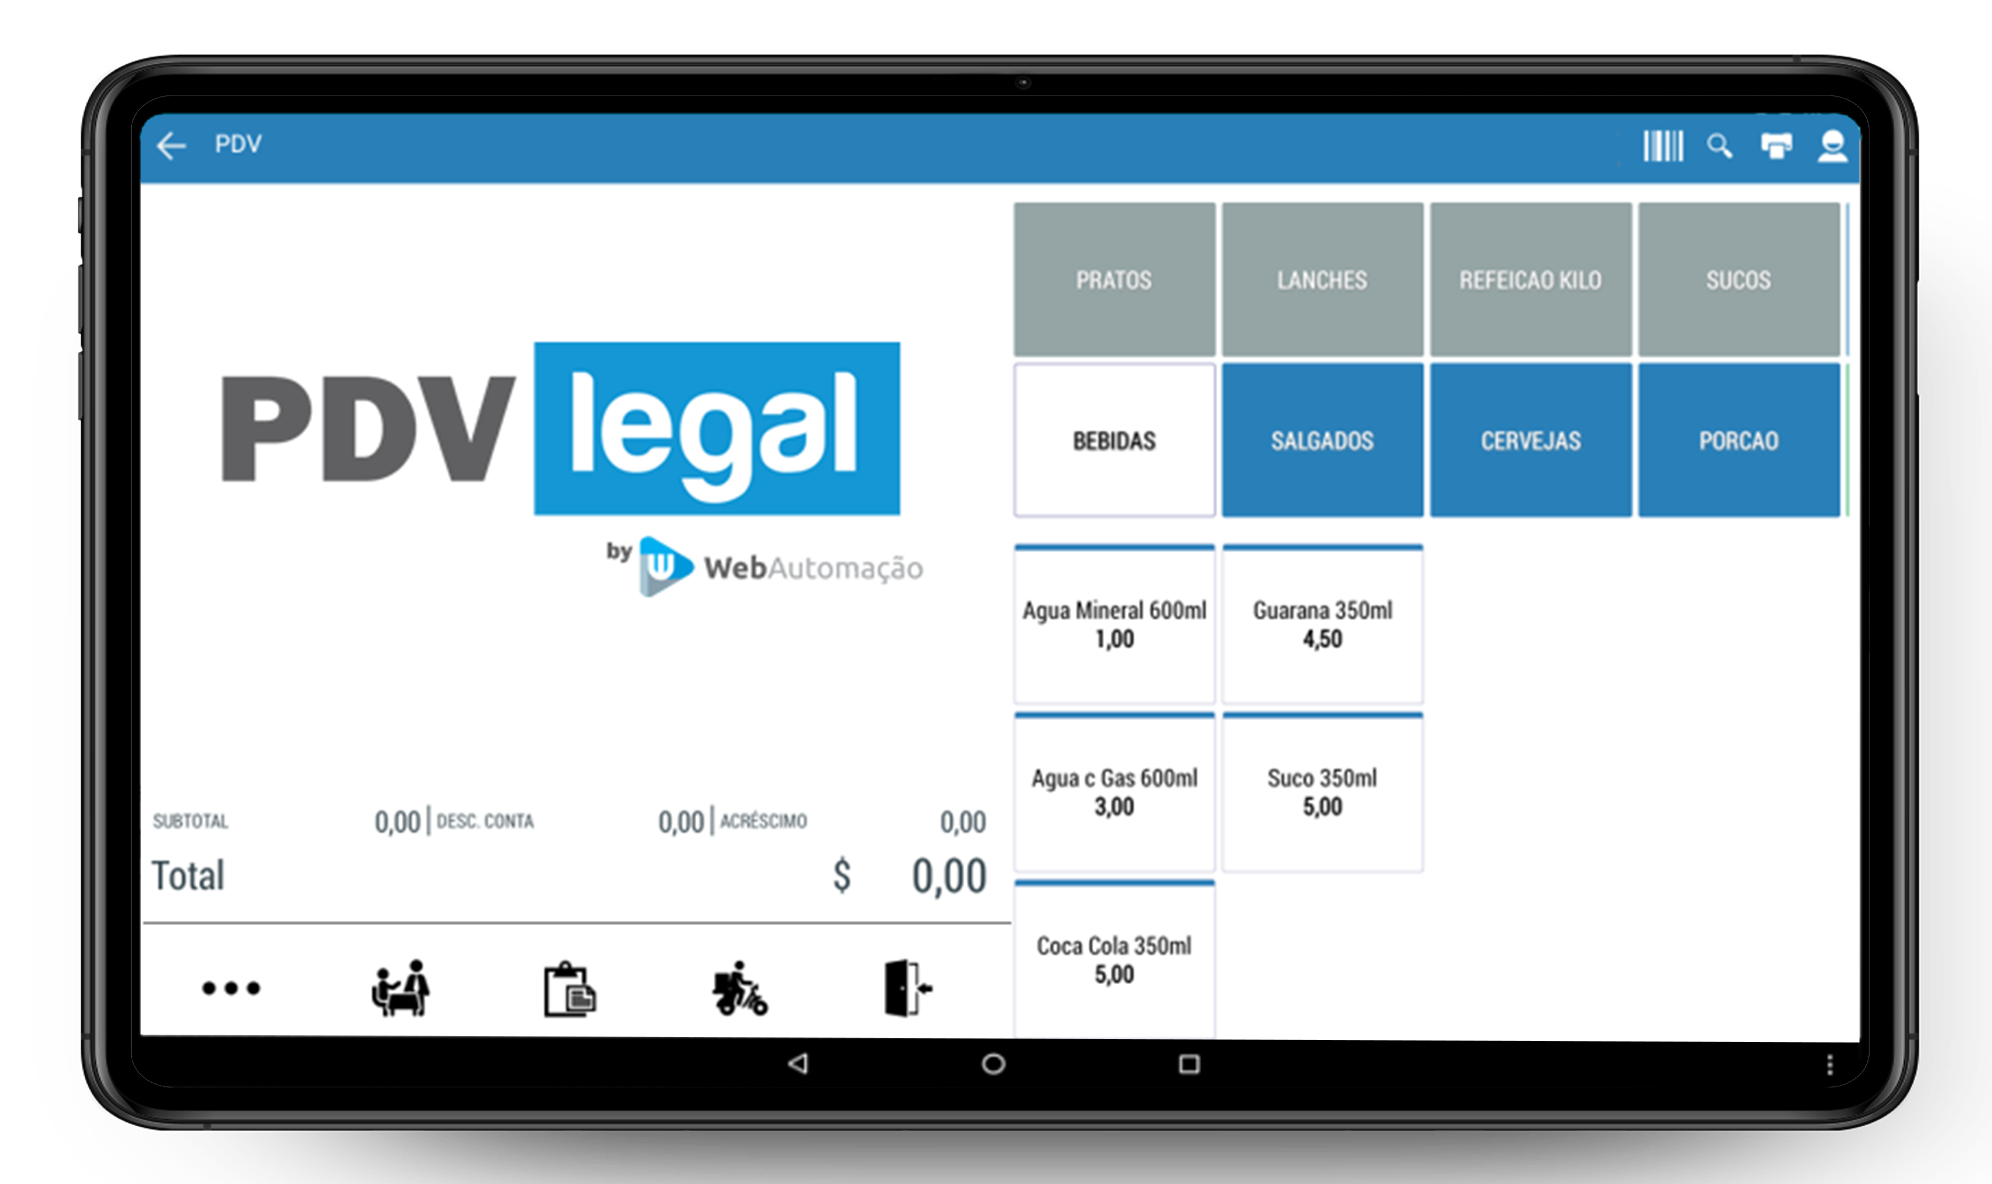 PDV
PDV legal
by WebAutomação
SUBTOTAL 0,00 DESC. CONTA 0,00 ACRÉSCIMO 0,00
Total $ 0,00
PRATOS LANCHES REFEICAO KILO SUCOS
BEBIDAS SALGADOS CERVEJAS PORCAO
Agua Mineral 600ml Guarana 350ml
1,00 4,50
Agua c Gas 600ml Suco 350ml
3,00 5,00
Coca Cola 350ml
5,00